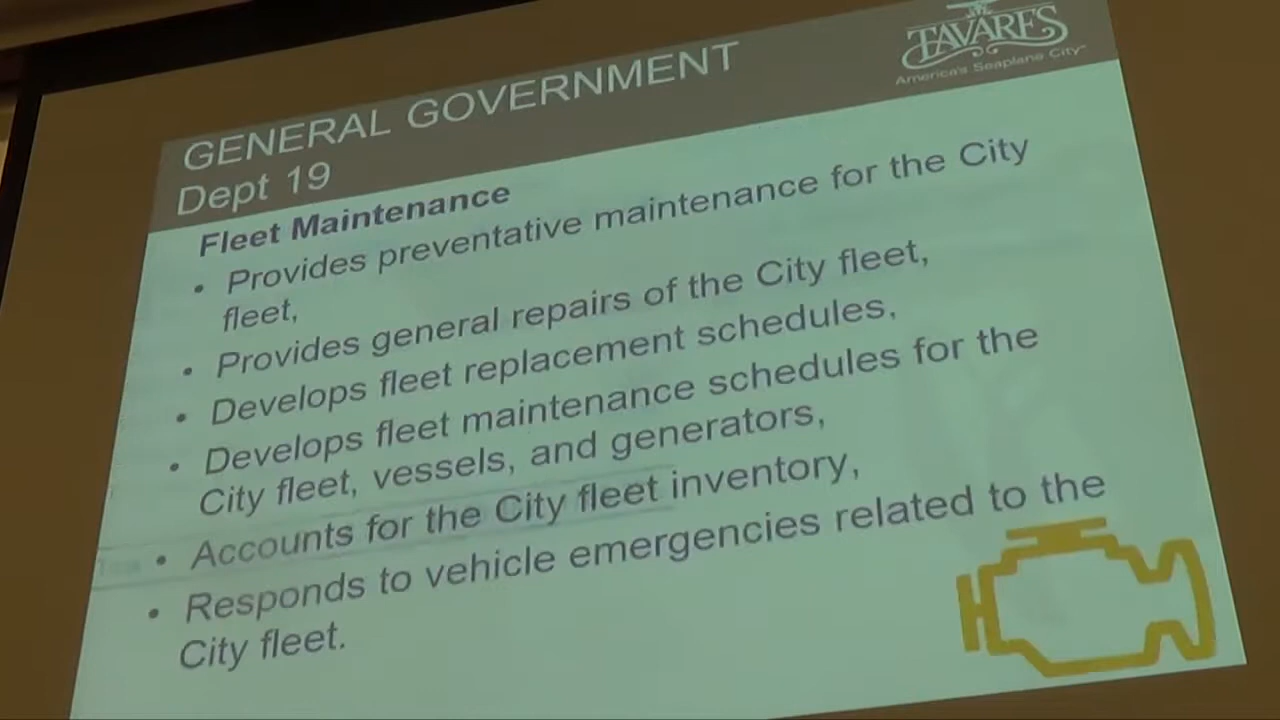 TAVARES
America's Seaplane City
GENERAL GOVERNMENT
Dept 19
Fleet Maintenance
• Provides preventative maintenance for the City
fleet,
• Provides general repairs of the City fleet,
• Develops fleet replacement schedules,
• Develops fleet maintenance schedules for the
City fleet, vessels, and generators,
• Accounts for the City fleet inventory,
• Responds to vehicle emergencies related to the
City fleet.